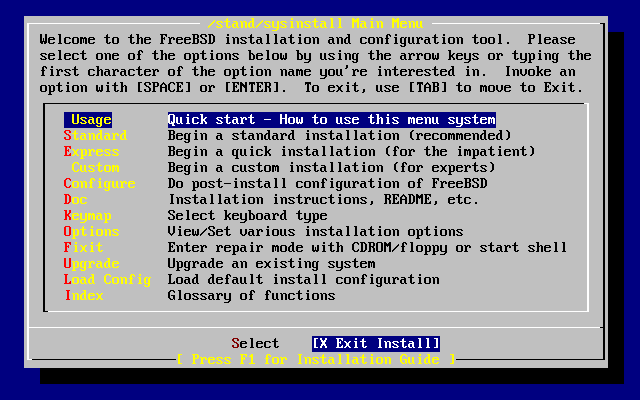 /stand/sysinstall Main Menu
Welcome to the FreeBSD installation and configuration tool.  Please
select one of the options below by using the arrow keys or typing the
first character of the option name you're interested in.  Invoke an
option with [SPACE] or [ENTER].  To exit, use [TAB] to move to Exit.
Usage Quick start - How to use this menu system
Standard Begin a standard installation (recommended)
Express Begin a quick installation (for the impatient)
Custom Begin a custom installation (for experts)
Configure Do post-install configuration of FreeBSD
Doc Installation instructions, README, etc.
Keymap Select keyboard type
Options View/Set various installation options
Fixit Enter repair mode with CDROM/floppy or start shell
Upgrade Upgrade an existing system
Load Config Load default install configuration
Index Glossary of functions
Select [X Exit Install]
[ Press F1 for Installation Guide ]